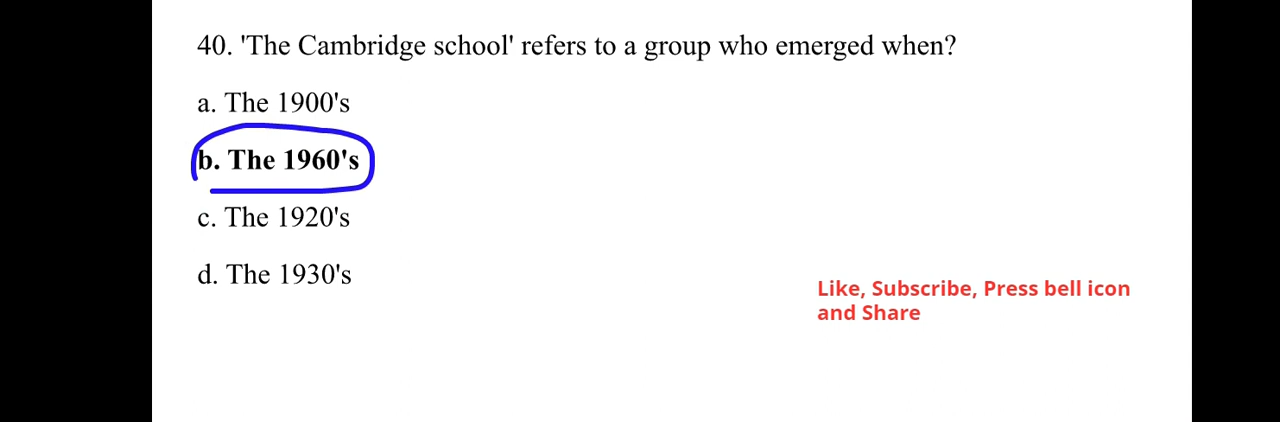 40. 'The Cambridge school' refers to a group who emerged when?
a. The 1900's
b. The 1960's
c. The 1920's
d. The 1930's
Like, Subscribe, Press bell icon
and Share